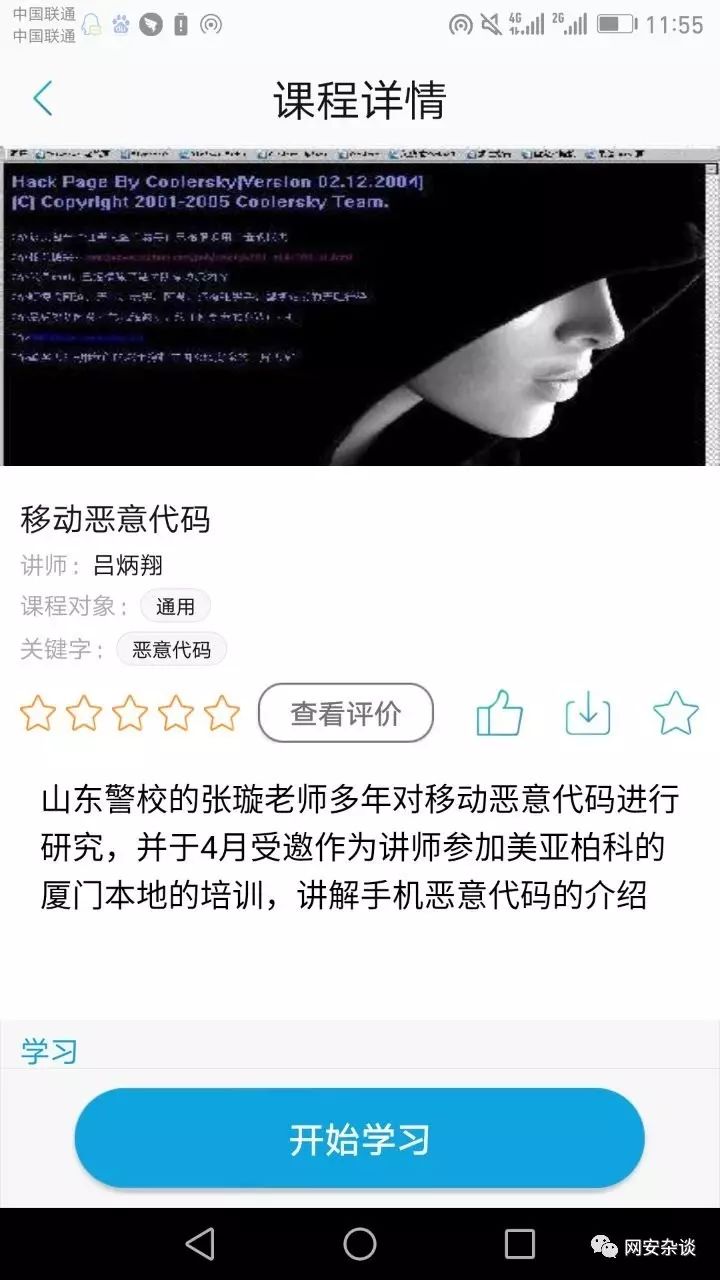 中国联通
中国联通
4G
2G
11:55
课程详情
Hack Page By Coolersky[Version 02.12.2004]
[C] Copyright 2001-2005 Coolersky Team.
移动恶意代码
讲师：吕炳翔
课程对象：通用
关键字：恶意代码
查看评价
山东警校的张璇老师多年对移动恶意代码进行
研究，并于4月受邀作为讲师参加美亚柏科的
厦门本地的培训，讲解手机恶意代码的介绍
学习
开始学习
网安杂谈